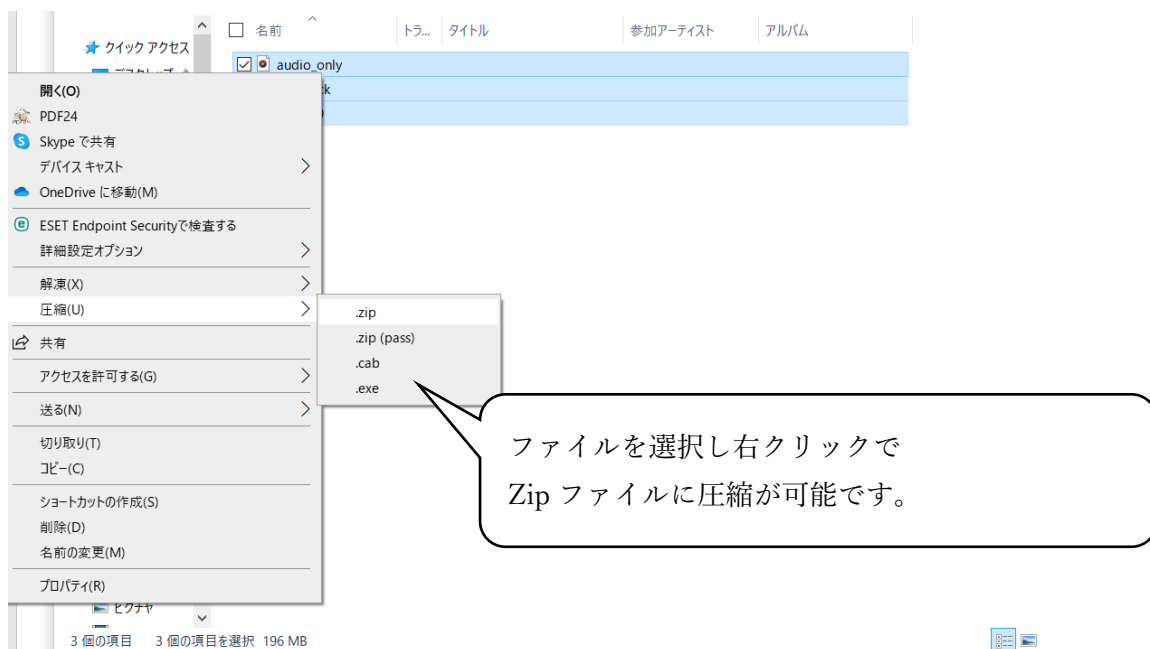 名前
トラ...
タイトル
参加アーティスト
アルバム
クイック アクセス
audio_only
開く(O)
PDF24
Skype で共有
デバイス キャスト
OneDrive に移動(M)
ESET Endpoint Securityで検査する
詳細設定オプション
解凍(X)
圧縮(U)
共有
アクセスを許可する(G)
送る(N)
切り取り(T)
コピー(C)
ショートカットの作成(S)
削除(D)
名前の変更(M)
プロパティ(R)
.zip
.zip (pass)
.cab
.exe
ファイルを選択し右クリックで
Zip ファイルに圧縮が可能です。
ピクチャ
3 個の項目
3 個の項目を選択 196 MB